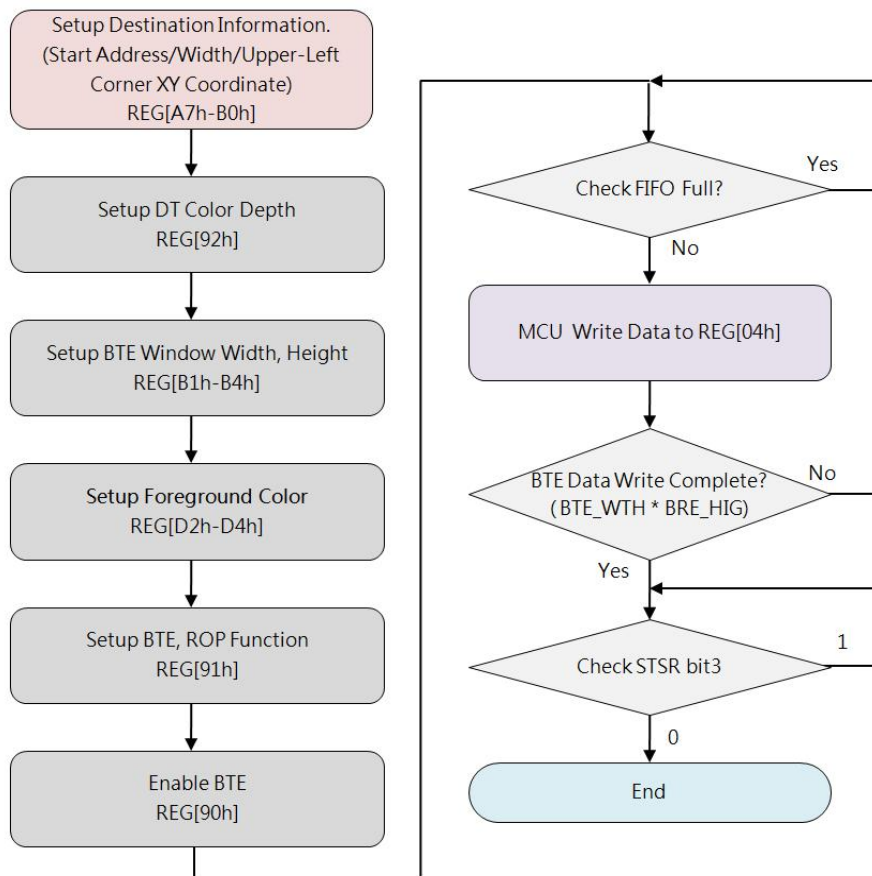 Setup Destination Information.
(Start Address/Width/Upper-Left
Corner XY Coordinate)
REG[A7h-B0h]
Setup DT Color Depth
REG[92h]
Setup BTE Window Width, Height
REG[B1h-B4h]
Setup Foreground Color
REG[D2h-D4h]
Setup BTE, ROP Function
REG[91h]
Enable BTE
REG[90h]
Check FIFO Full?
Yes
No
MCU Write Data to REG[04h]
BTE Data Write Complete?
( BTE_WTH * BRE_HIG)
No
Yes
Check STSR bit3
1
0
End